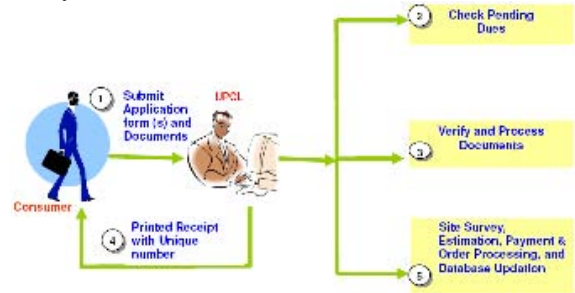 1
Submit
Application
form (s) and
Documents
UPCL
Consumer
4
Printed Receipt
with Unique
number
2
Check Pending
Dues
3
Verify and Process
Documents
Site Survey,
Estimation, Payment &
Order Processing, and
Database Updation
5